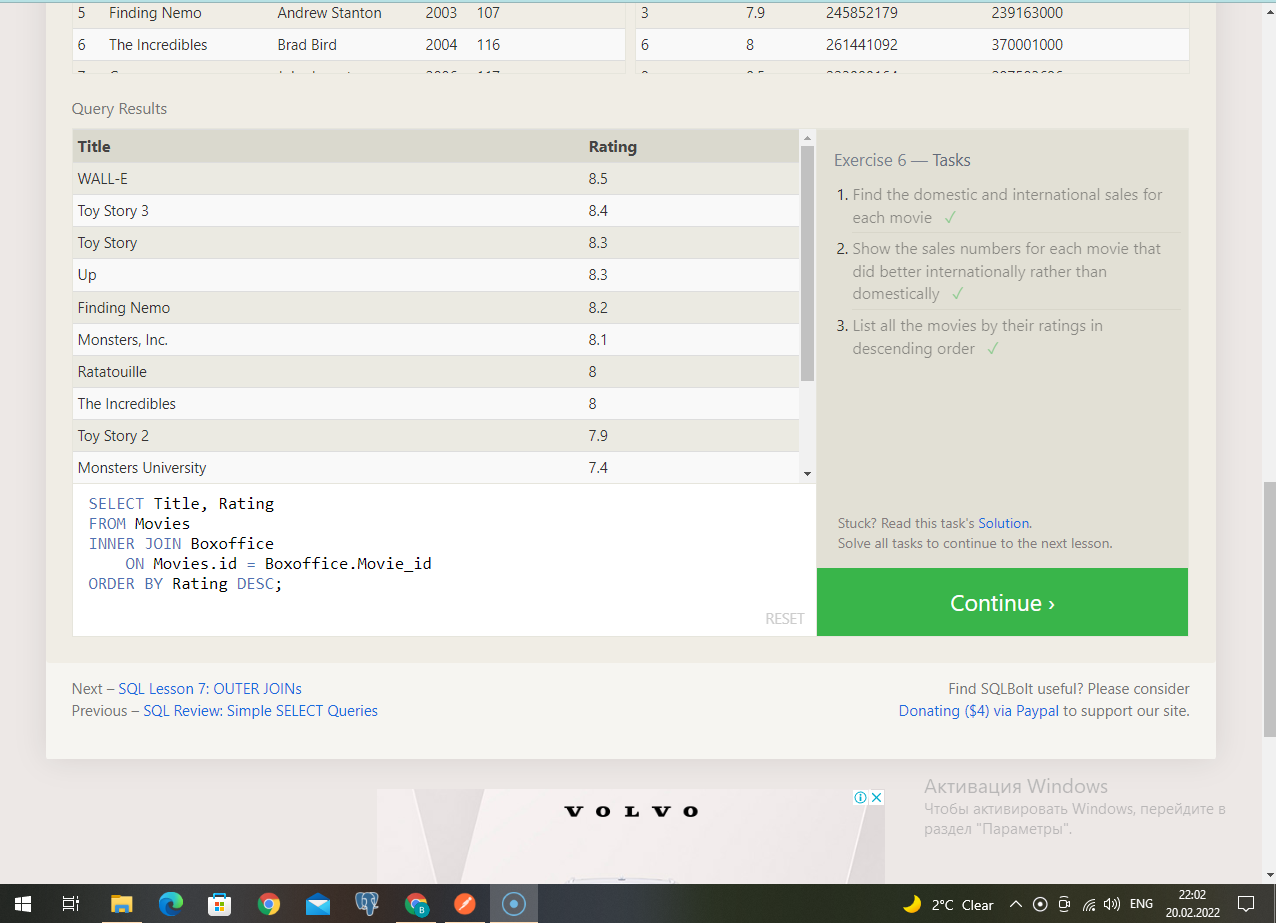 5 Finding Nemo Andrew Stanton 2003 107
3 7.9 245852179 239163000
6 The Incredibles Brad Bird 2004 116
6 8 261441092 370001000
Query Results
Title Rating
WALL-E 8.5
Toy Story 3 8.4
Toy Story 8.3
Up 8.3
Finding Nemo 8.2
Monsters, Inc. 8.1
Ratatouille 8
The Incredibles 8
Toy Story 2 7.9
Monsters University 7.4
SELECT Title, Rating
FROM Movies
INNER JOIN Boxoffice
ON Movies.id = Boxoffice.Movie_id
ORDER BY Rating DESC;
RESET
Exercise 6 — Tasks
1. Find the domestic and international sales for
each movie ✓
2. Show the sales numbers for each movie that
did better internationally rather than
domestically ✓
3. List all the movies by their ratings in
descending order ✓
Stuck? Read this task's Solution.
Solve all tasks to continue to the next lesson.
Continue ›
Next – SQL Lesson 7: OUTER JOINs
Previous – SQL Review: Simple SELECT Queries
Find SQLBolt useful? Please consider
Donating ($4) via Paypal to support our site.
VOLVO
Активация Windows
Чтобы активировать Windows, перейдите в
раздел "Параметры".
2°C Clear
ENG
22:02
20.02.2022